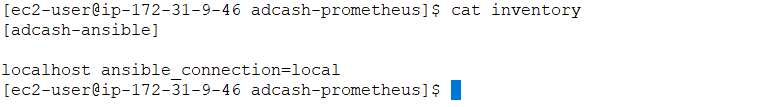 [ec2-user@ip-172-31-9-46 adcash-prometheus]$ cat inventory
[adcash-ansible]
localhost ansible_connection=local
[ec2-user@ip-172-31-9-46 adcash-prometheus]$